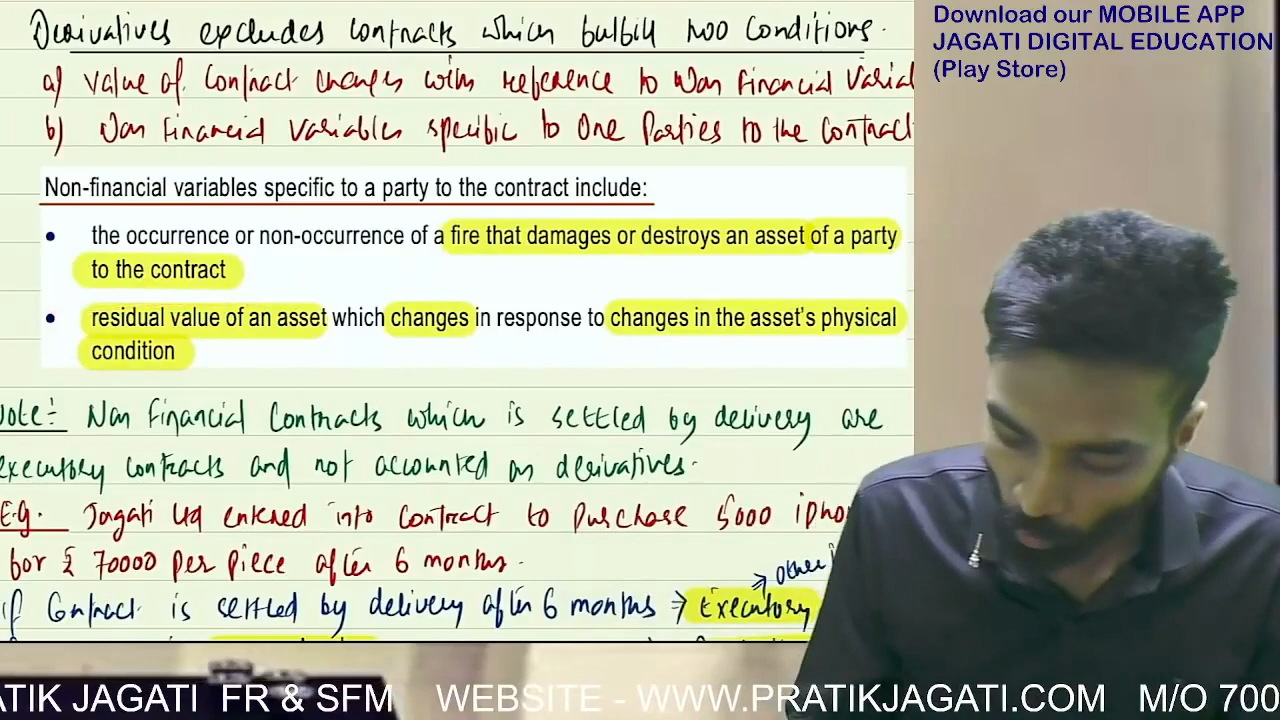 Derivatives excludes contracts which fulfill two Conditions.
a) Value of Contract changes with reference to Non Financial
b) Non Financial Variables specific to One Parties to the Contract
Non-financial variables specific to a party to the contract include:
• the occurrence or non-occurrence of a fire that damages or destroys an asset of a party
to the contract
• residual value of an asset which changes in response to changes in the asset's physical
condition
Note:- Non Financial Contracts which is settled by delivery are
executory contracts and not accounted as derivatives.
E.g. Jagati Ltd entered into Contract to Purchase 5000
for ₹ 70000 per piece after 6 months.
Other
If Contract is settled by delivery after 6 months ⇒ Executory
Download our MOBILE APP
JAGATI DIGITAL EDUCATION
(Play Store)
ATIK JAGATI FR & SFM WEBSITE - WWW.PRATIKJAGATI.COM M/O 700